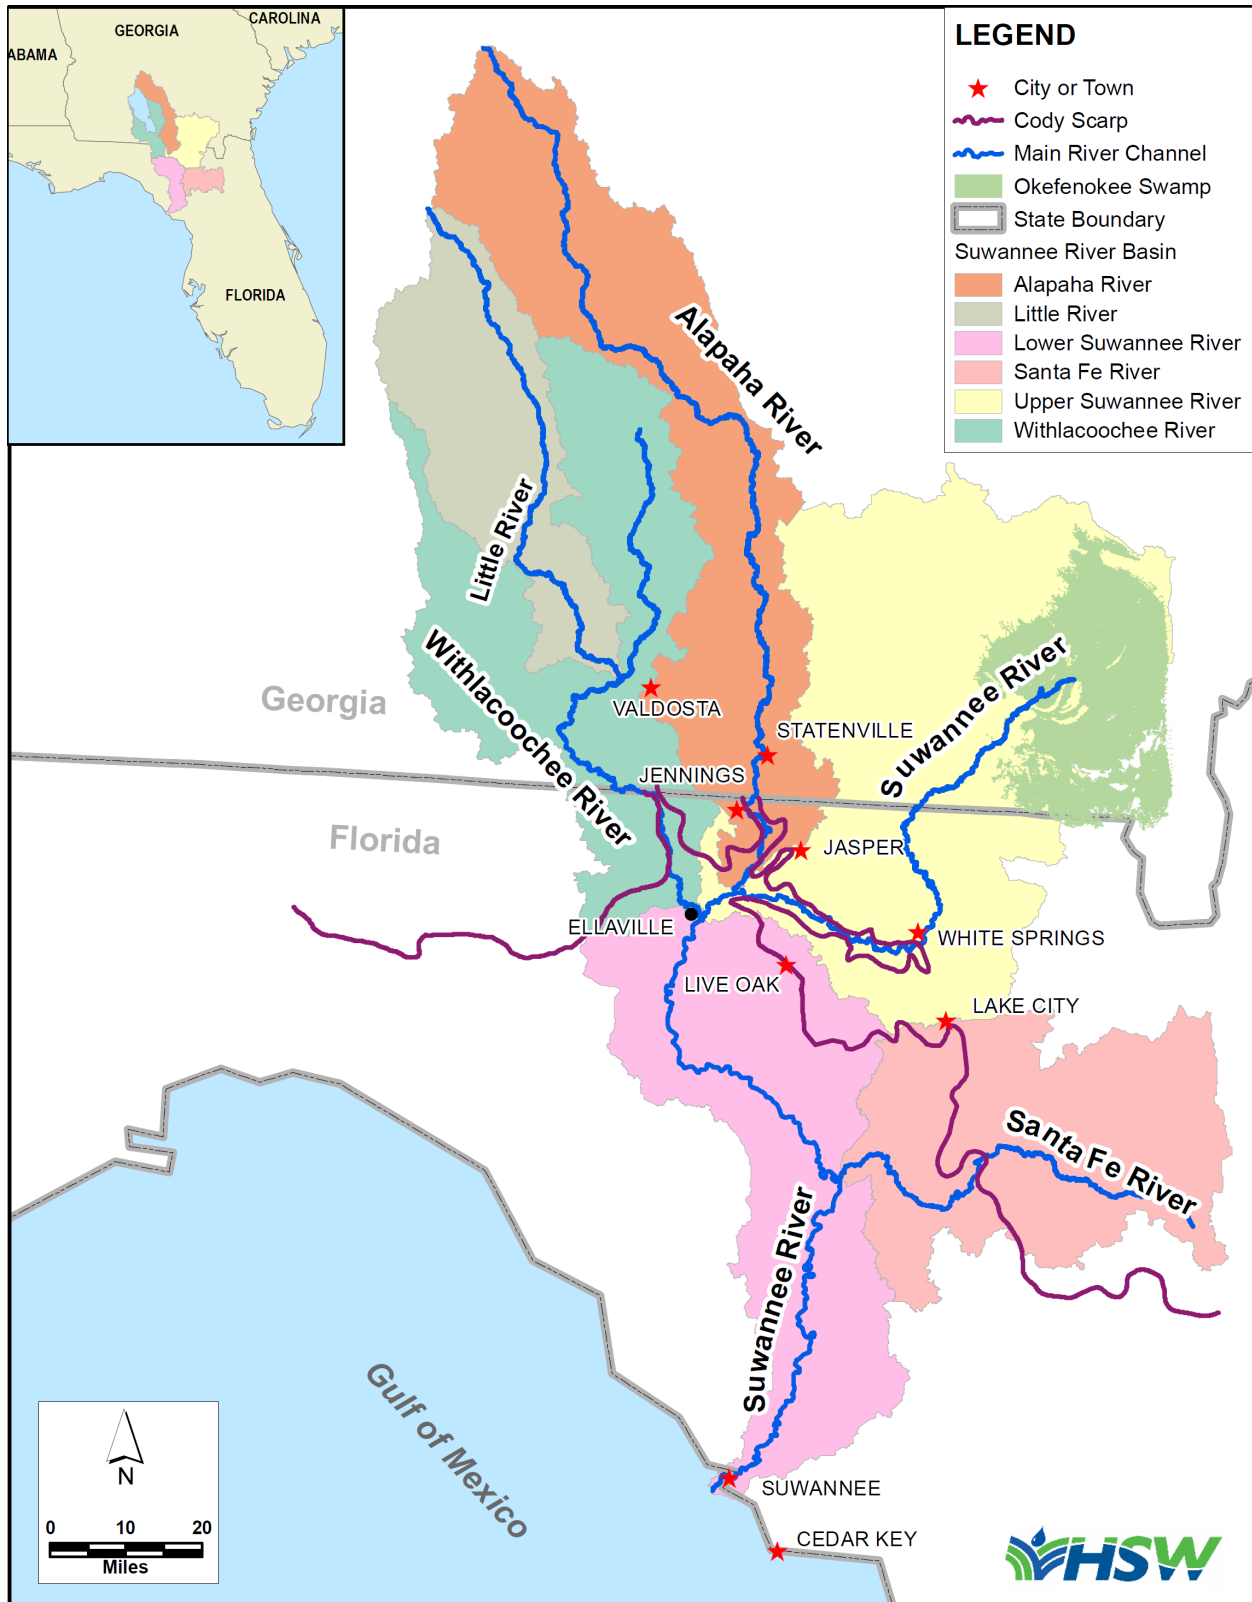 CAROLINA
GEORGIA
ABAMA
FLORIDA
LEGEND
City or Town
Cody Scarp
Main River Channel
Okefenokee Swamp
State Boundary
Suwannee River Basin
Alapaha River
Little River
Lower Suwannee River
Santa Fe River
Upper Suwannee River
Withlacoochee River
Alapaha River
Little River
Withlacoochee River
Suwannee River
Georgia
VALDOSTA
STATENVILLE
JENNINGS
Florida
JASPER
ELLAVILLE
WHITE SPRINGS
LIVE OAK
LAKE CITY
Santa Fe River
Suwannee River
Gulf of Mexico
SUWANNEE
CEDAR KEY
N
0 10 20
Miles
HSW